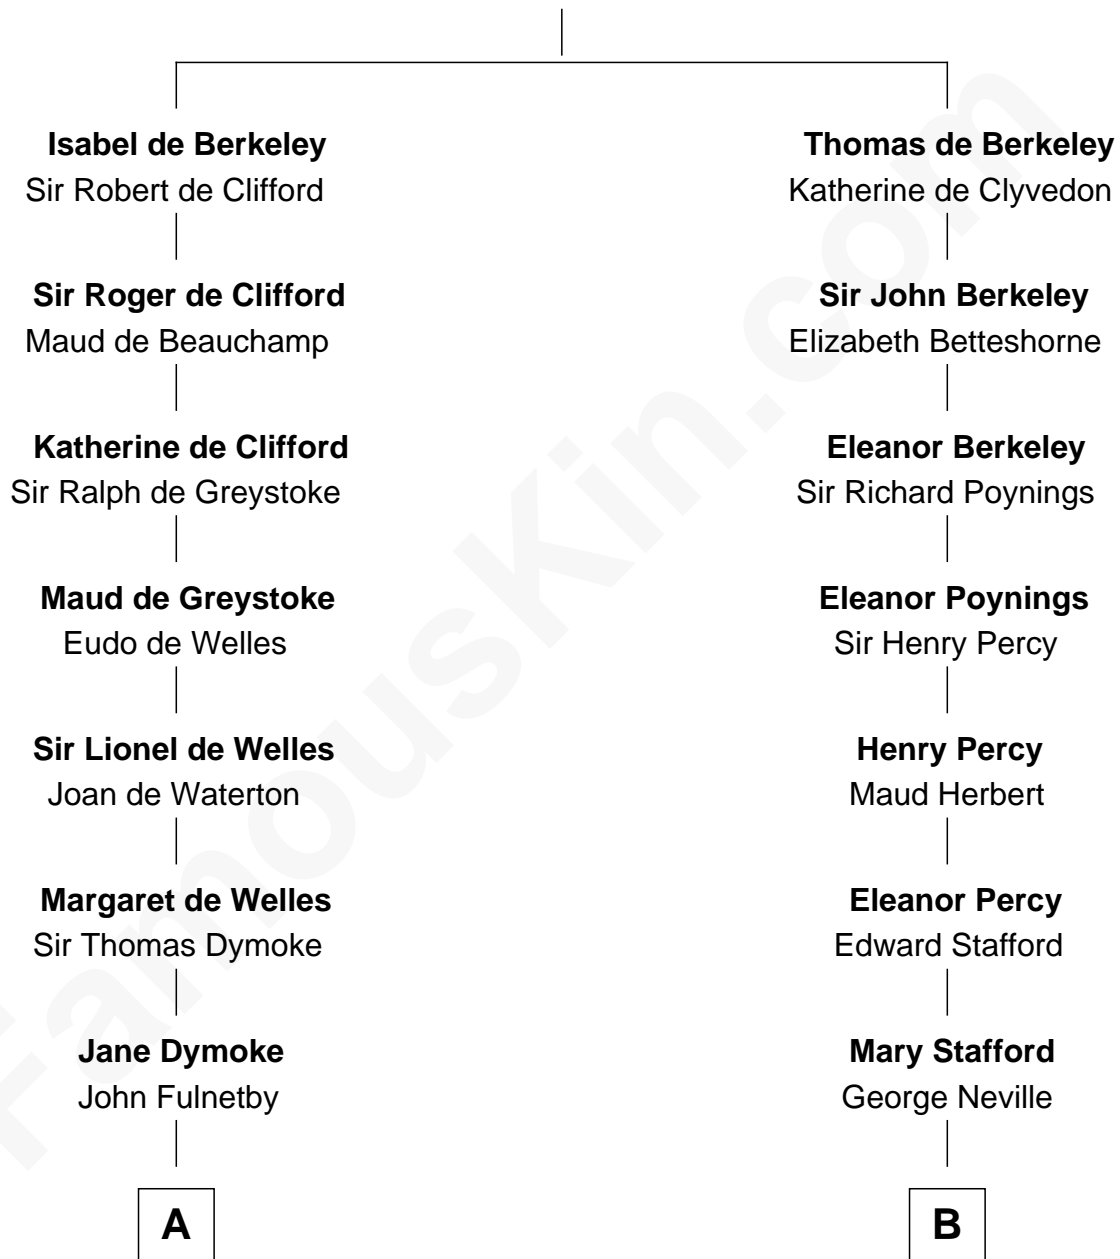 Isabel de Berkeley
Sir Robert de Clifford
Sir Roger de Clifford
Maud de Beauchamp
Katherine de Clifford
Sir Ralph de Greystoke
Maud de Greystoke
Eudo de Welles
Sir Lionel de Welles
Joan de Waterton
Margaret de Welles
Sir Thomas Dymoke
Jane Dymoke
John Fulnetby
A
Thomas de Berkeley
Katherine de Clyvedon
Sir John Berkeley
Elizabeth Betteshorne
Eleanor Berkeley
Sir Richard Poynings
Eleanor Poynings
Sir Henry Percy
Henry Percy
Maud Herbert
Eleanor Percy
Edward Stafford
Mary Stafford
George Neville
B
FamousKin.com